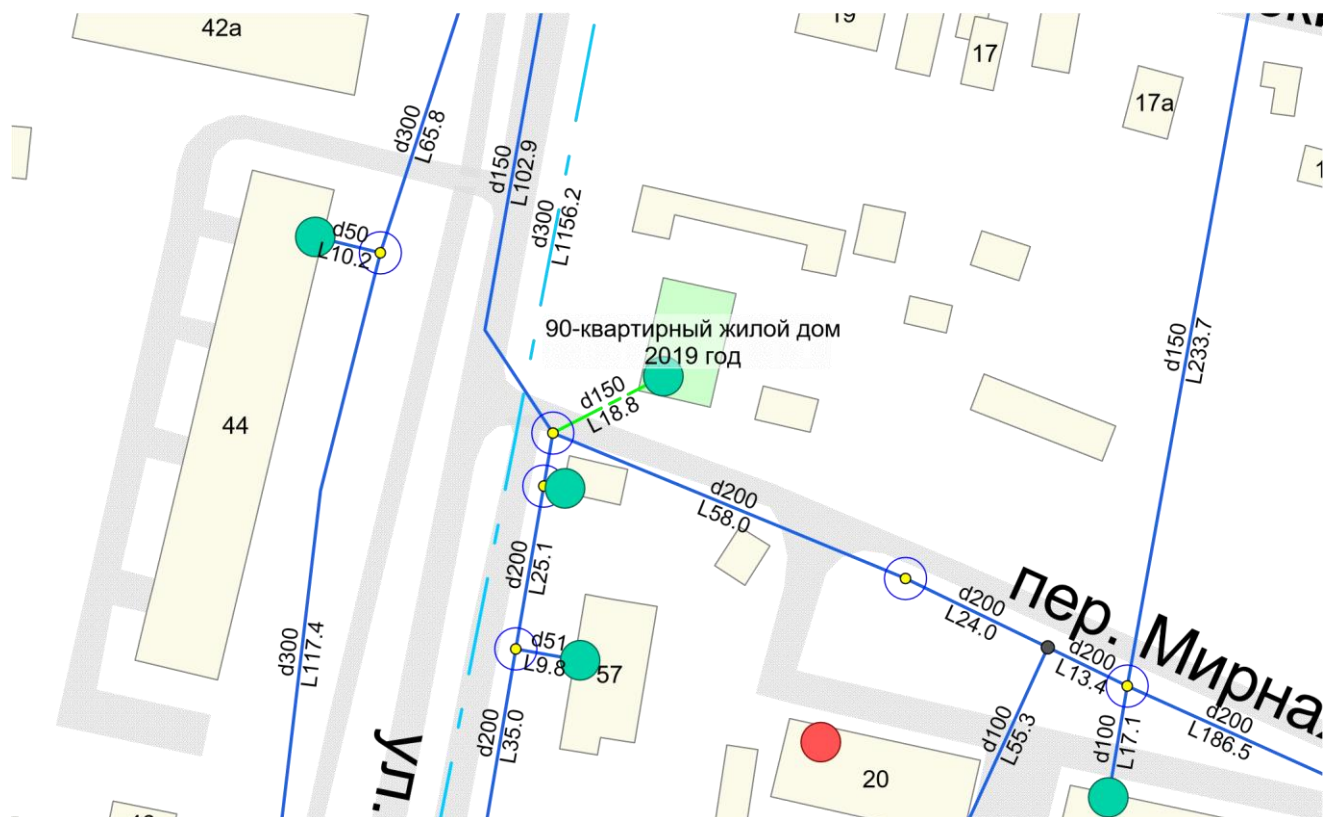 42а
19
17
17а
d300
L65.8
d150
L102.9
d300
L1156.2
d50
L10.2
90-квартирный жилой дом
2019 год
d150
L233.7
d150
L18.8
44
d200
L58.0
d200
L25.1
d200
L24.0
пер. Мирна
d200
L13.4
d51
L9.8
57
d300
L117.4
d200
L35.0
d100
L55.3
d100
L17.1
d200
L186.5
20
ул.